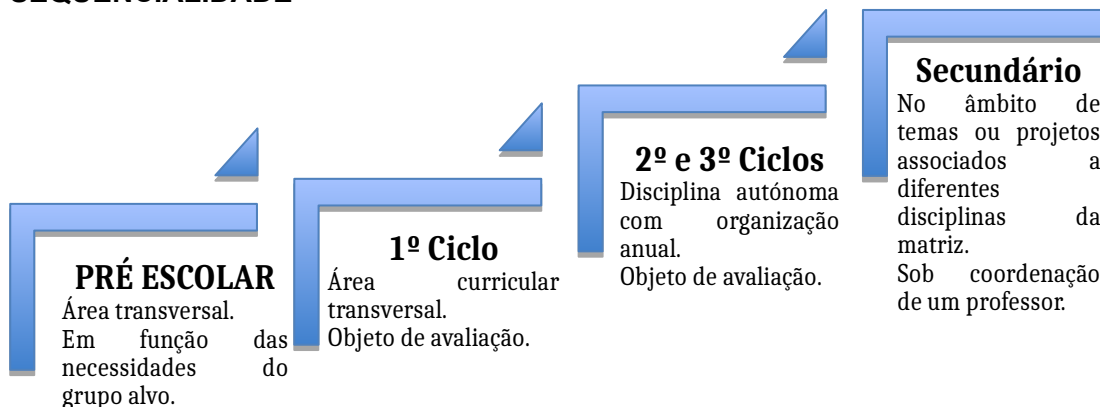 SEQUENCIALIDADE
PRÉ ESCOLAR
Área transversal.
Em função das
necessidades do
grupo alvo.
1º Ciclo
Área curricular
transversal.
Objeto de avaliação.
2º e 3º Ciclos
Disciplina autónoma
com organização
anual.
Objeto de avaliação.
Secundário
No âmbito de
temas ou projetos
associados a
diferentes
disciplinas da
matriz.
Sob coordenação
de um professor.